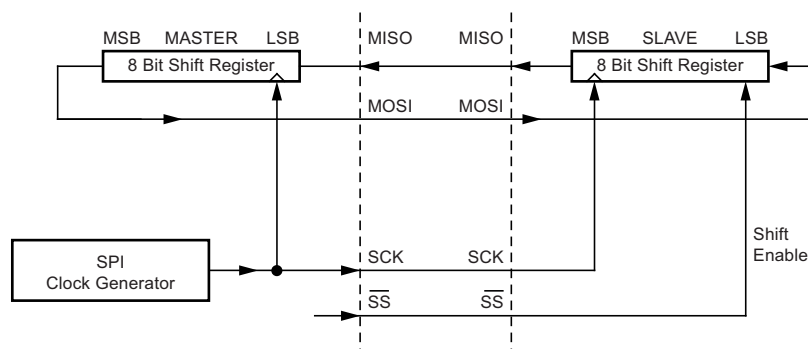 MSB MASTER LSB MISO MISO MSB SLAVE LSB
8 Bit Shift Register 8 Bit Shift Register
MOSI MOSI
Shift
Enable
SPI
Clock Generator
SCK SCK
SS SS